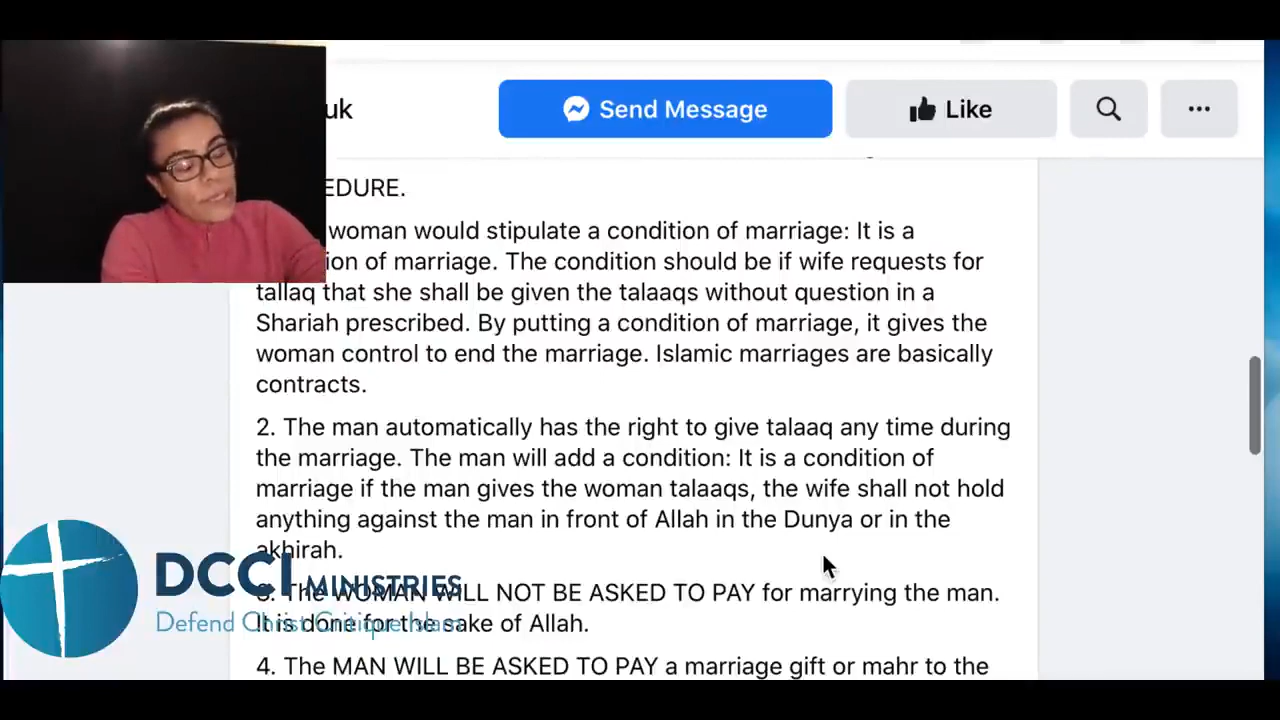 uk
Send Message
Like
EDURE.
woman would stipulate a condition of marriage: It is a
ion of marriage. The condition should be if wife requests for
tallaq that she shall be given the talaaqs without question in a
Shariah prescribed. By putting a condition of marriage, it gives the
woman control to end the marriage. Islamic marriages are basically
contracts.
2. The man automatically has the right to give talaaq any time during
the marriage. The man will add a condition: It is a condition of
marriage if the man gives the woman talaaqs, the wife shall not hold
anything against the man in front of Allah in the Dunya or in the
akhirah.
3. The WOMAN WILL NOT BE ASKED TO PAY for marrying the man.
It is done for the sake of Allah.
4. The MAN WILL BE ASKED TO PAY a marriage gift or mahr to the
DCCI MINISTRIES
Defend Christ Critique Islam